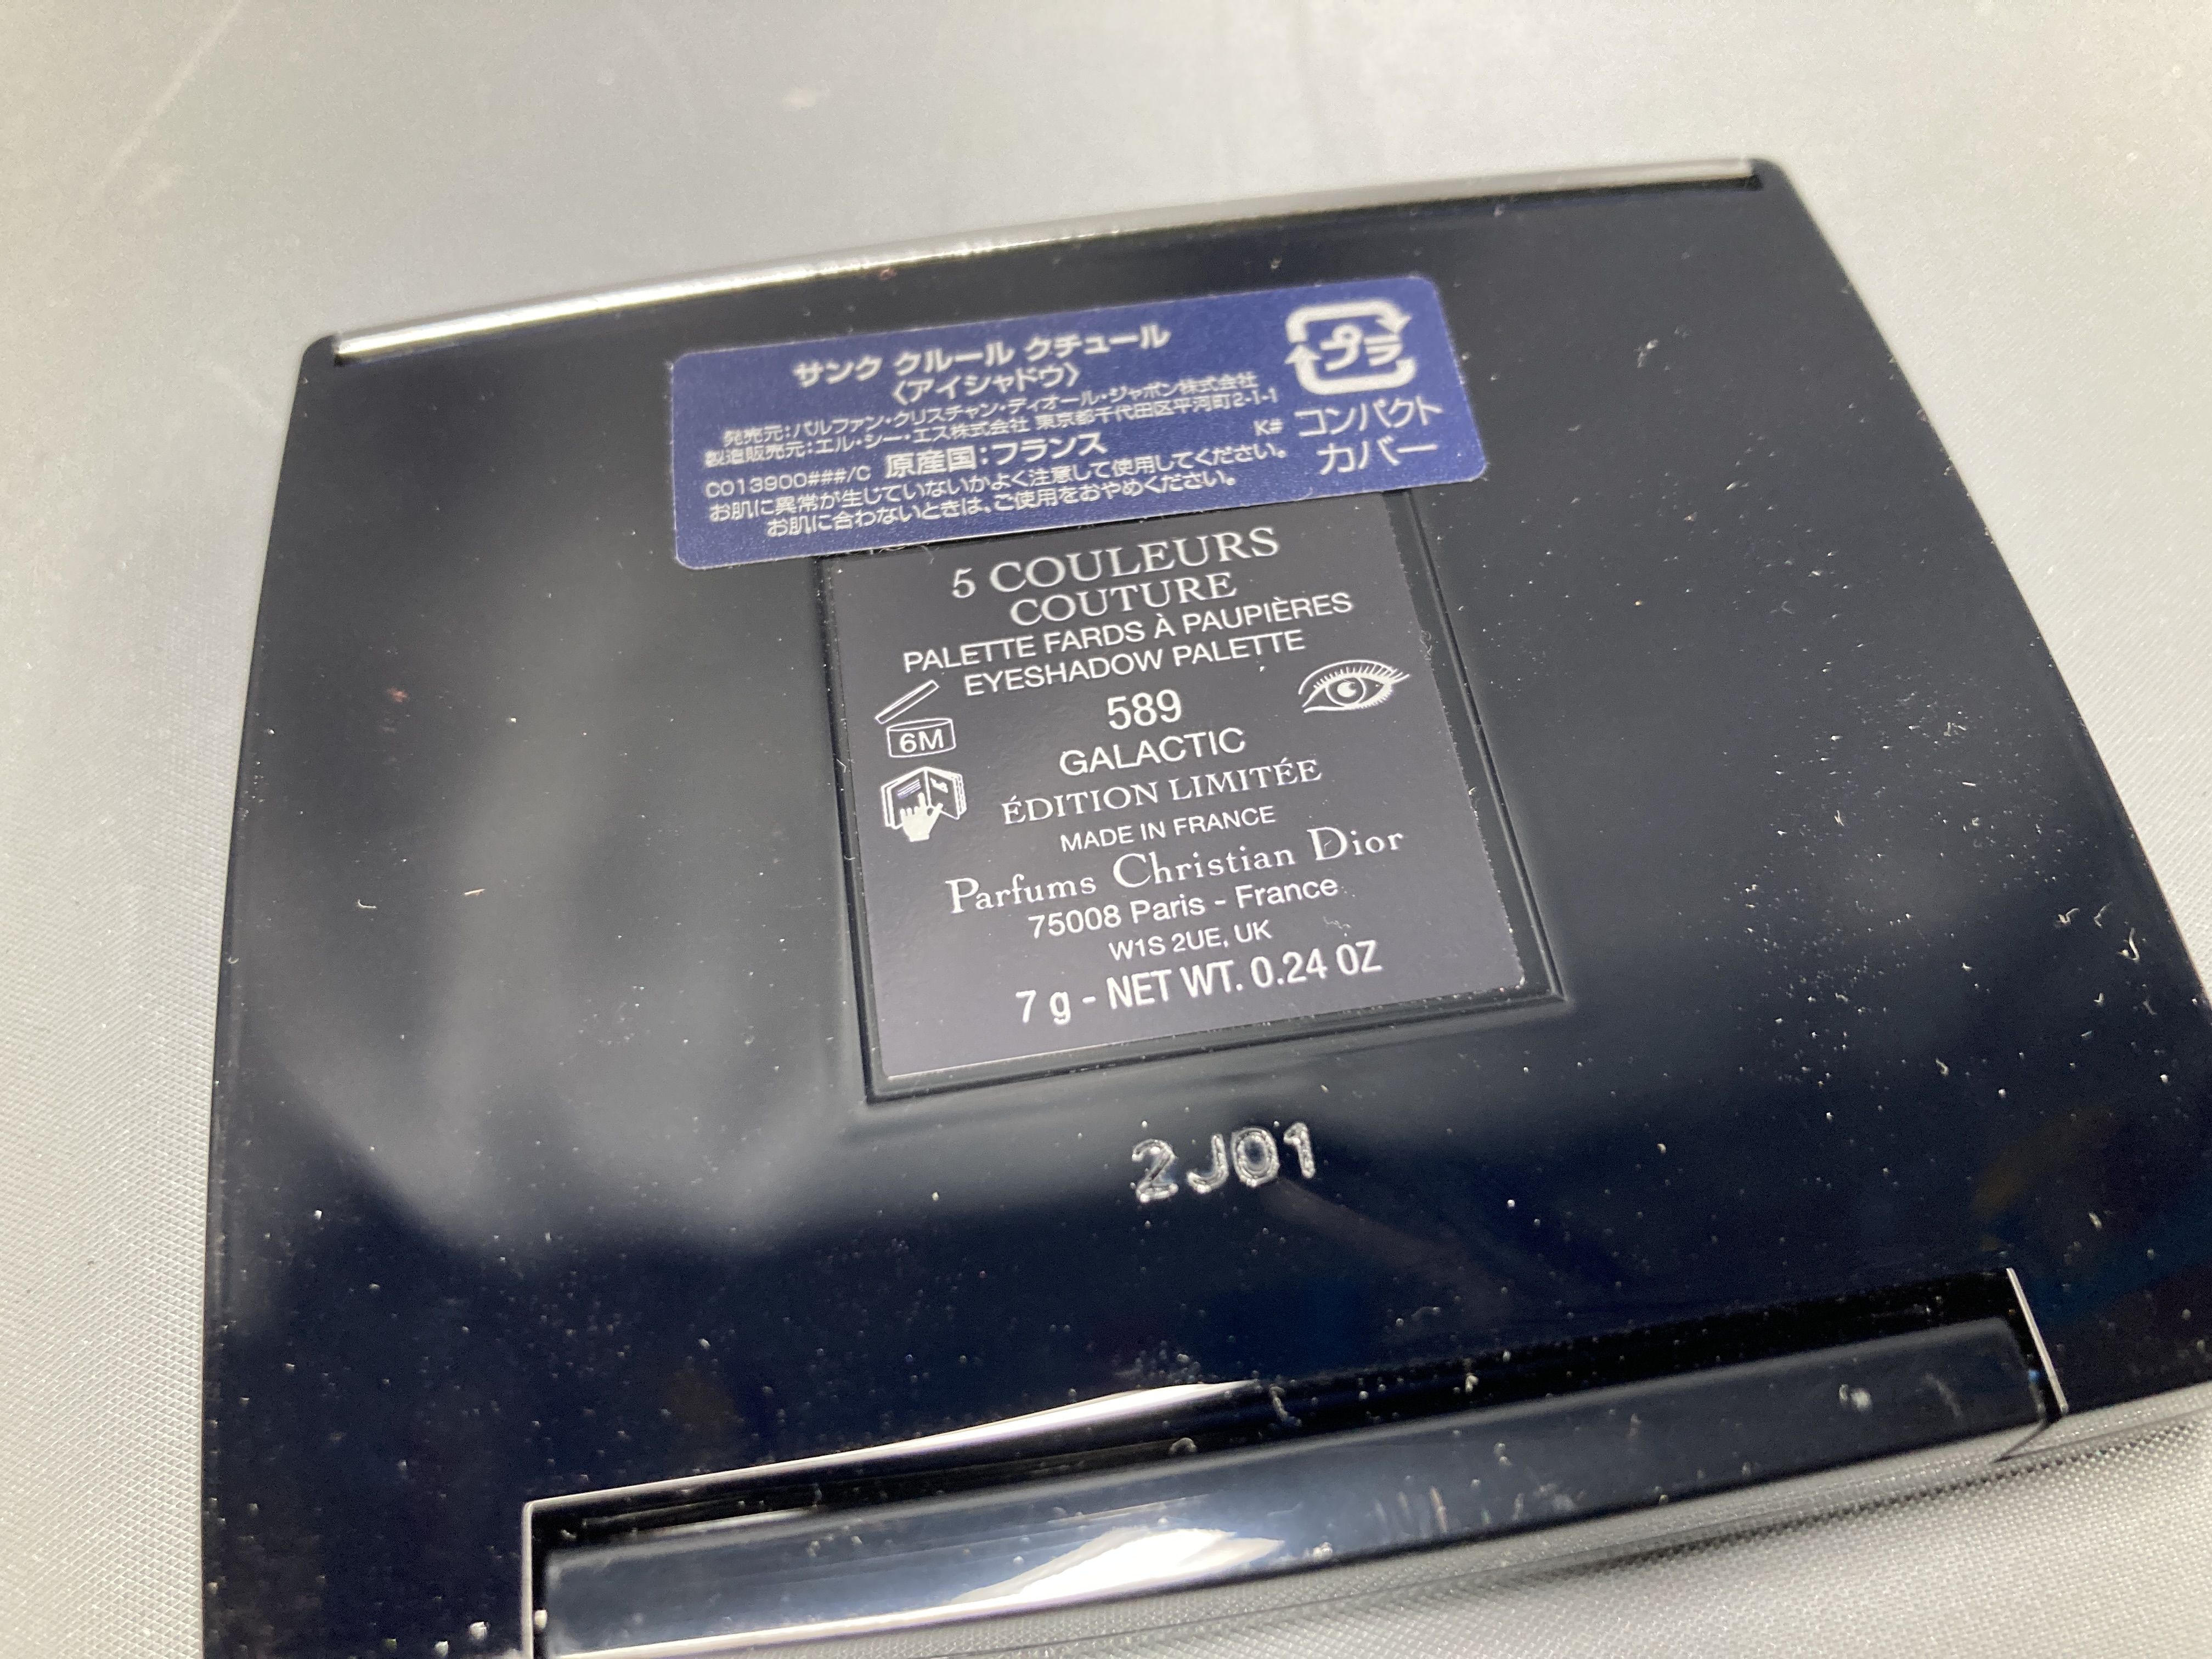 サンク クルール クチュール
〈アイシャドウ〉
発売元:パルファン・クリスチャン・ディオール・ジャポン株式会社
製造販売元:エル・シー・エス株式会社 東京都千代田区平河町2-1-1
C013900###/C 原産国:フランス K#
お肌に異常が生じていないかよく注意して使用してください。
お肌に合わないときは、ご使用をおやめください。
プラ
コンパクト
カバー
5 COULEURS
COUTURE
PALETTE FARDS À PAUPIÈRES
EYESHADOW PALETTE
6M
589
GALACTIC
ÉDITION LIMITÉE
MADE IN FRANCE
Parfums Christian Dior
75008 Paris - France
W1S 2UE, UK
7 g - NET WT. 0.24 OZ
2J01